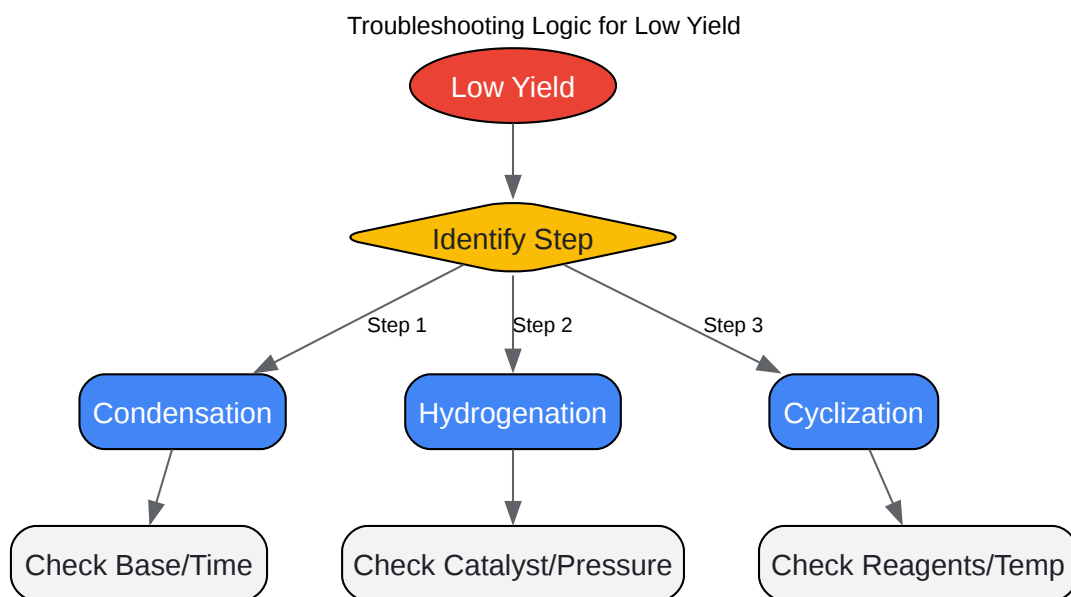 Troubleshooting Logic for Low Yield
Low Yield
Identify Step
Step 1
Step 2
Step 3
Condensation
Hydrogenation
Cyclization
Check Base/Time
Check Catalyst/Pressure
Check Reagents/Temp